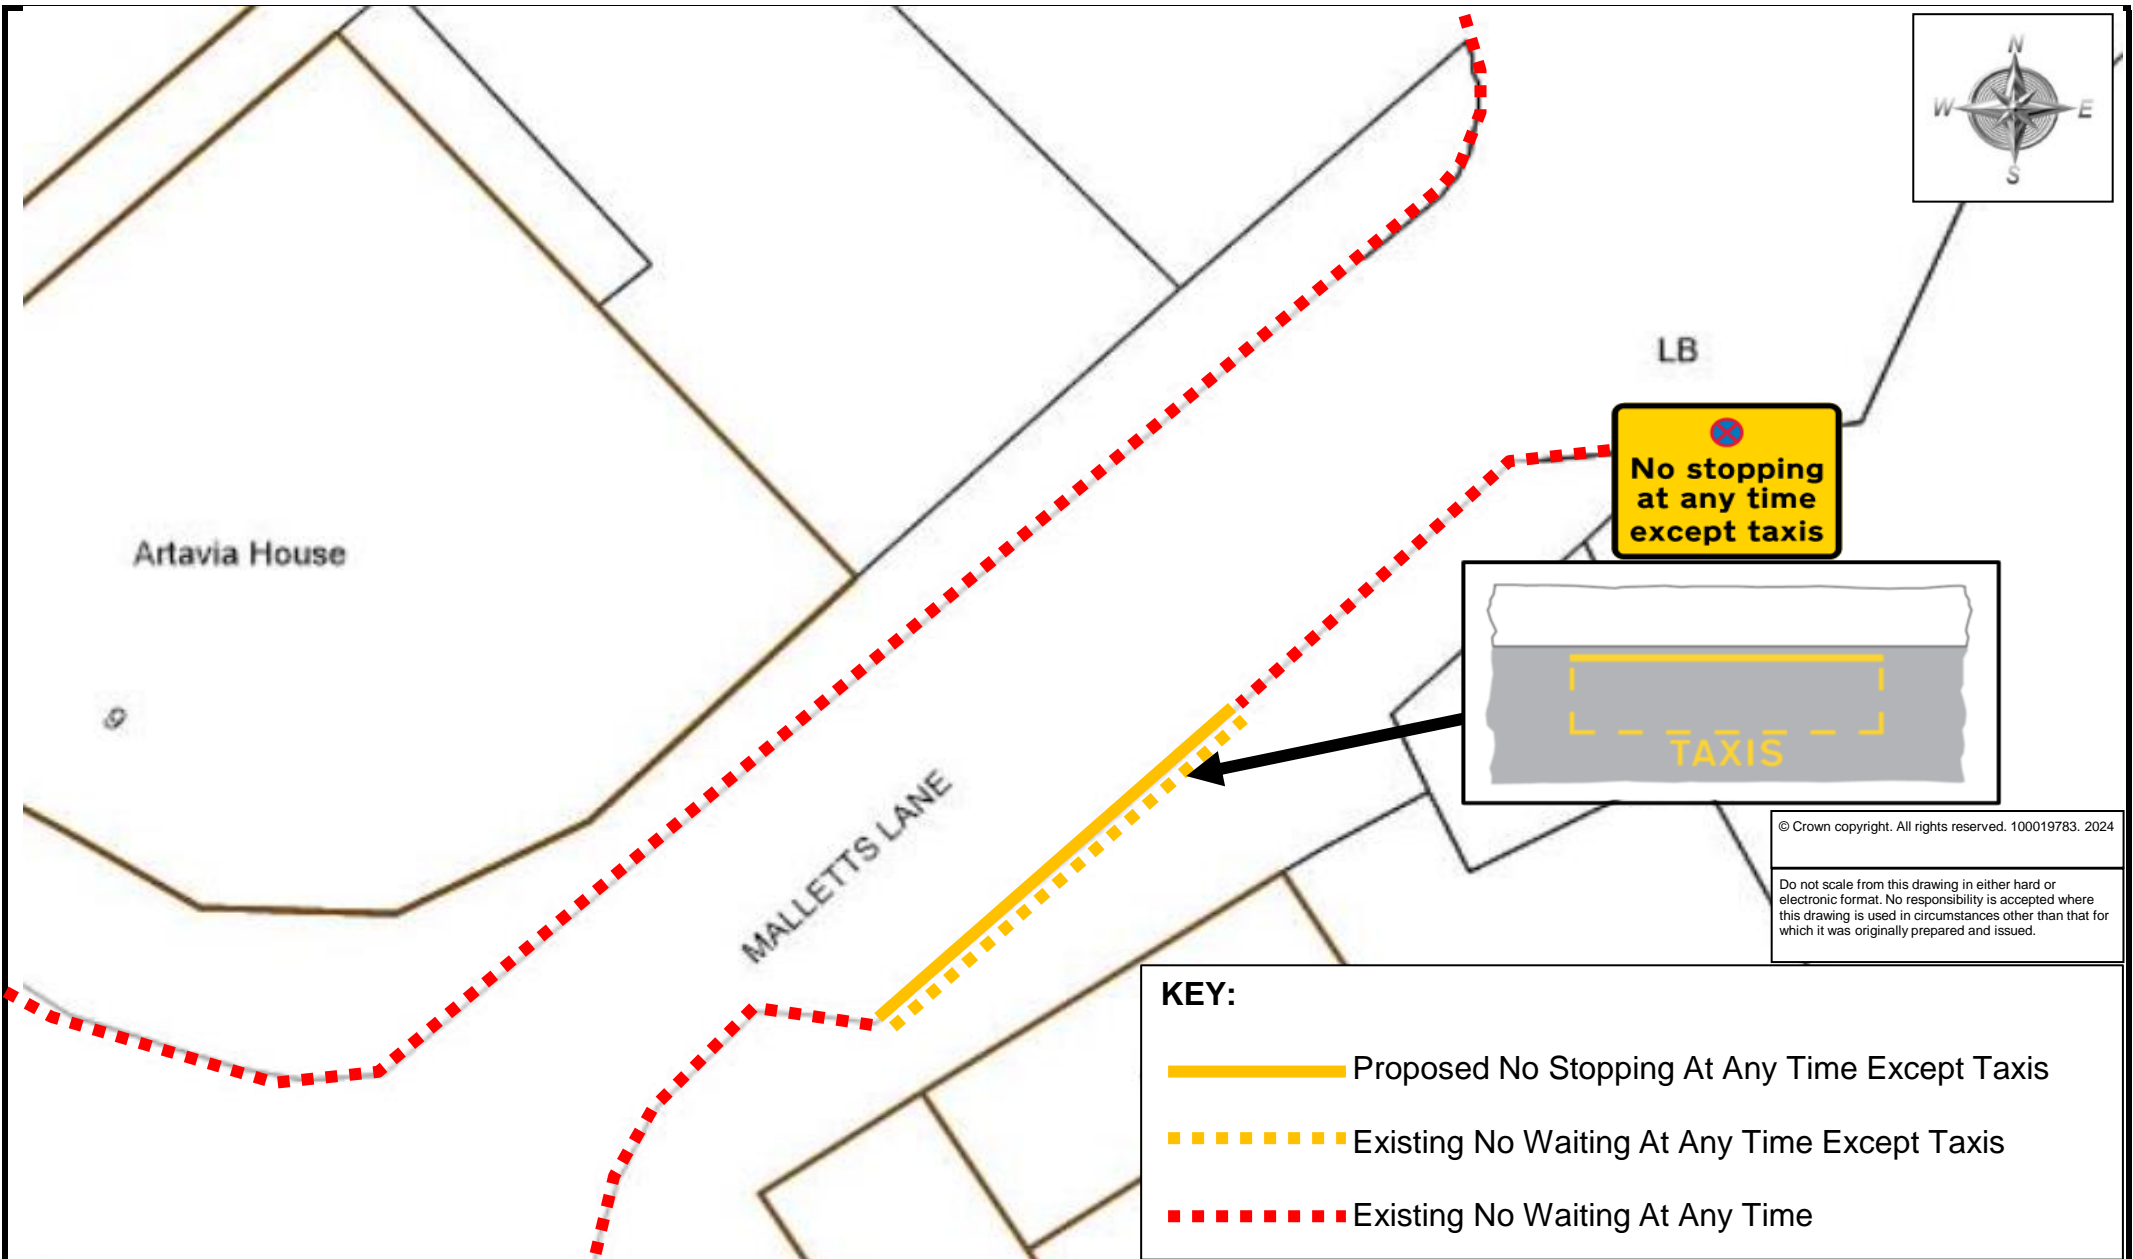 N
W E
S
LB
No stopping
at any time
except taxis
Artavia House
9
TAXIS
MALLETTS LANE
© Crown copyright. All rights reserved. 100019783. 2024
Do not scale from this drawing in either hard or
electronic format. No responsibility is accepted where
this drawing is used in circumstances other than that for
which it was originally prepared and issued.
KEY:
Proposed No Stopping At Any Time Except Taxis
Existing No Waiting At Any Time Except Taxis
Existing No Waiting At Any Time